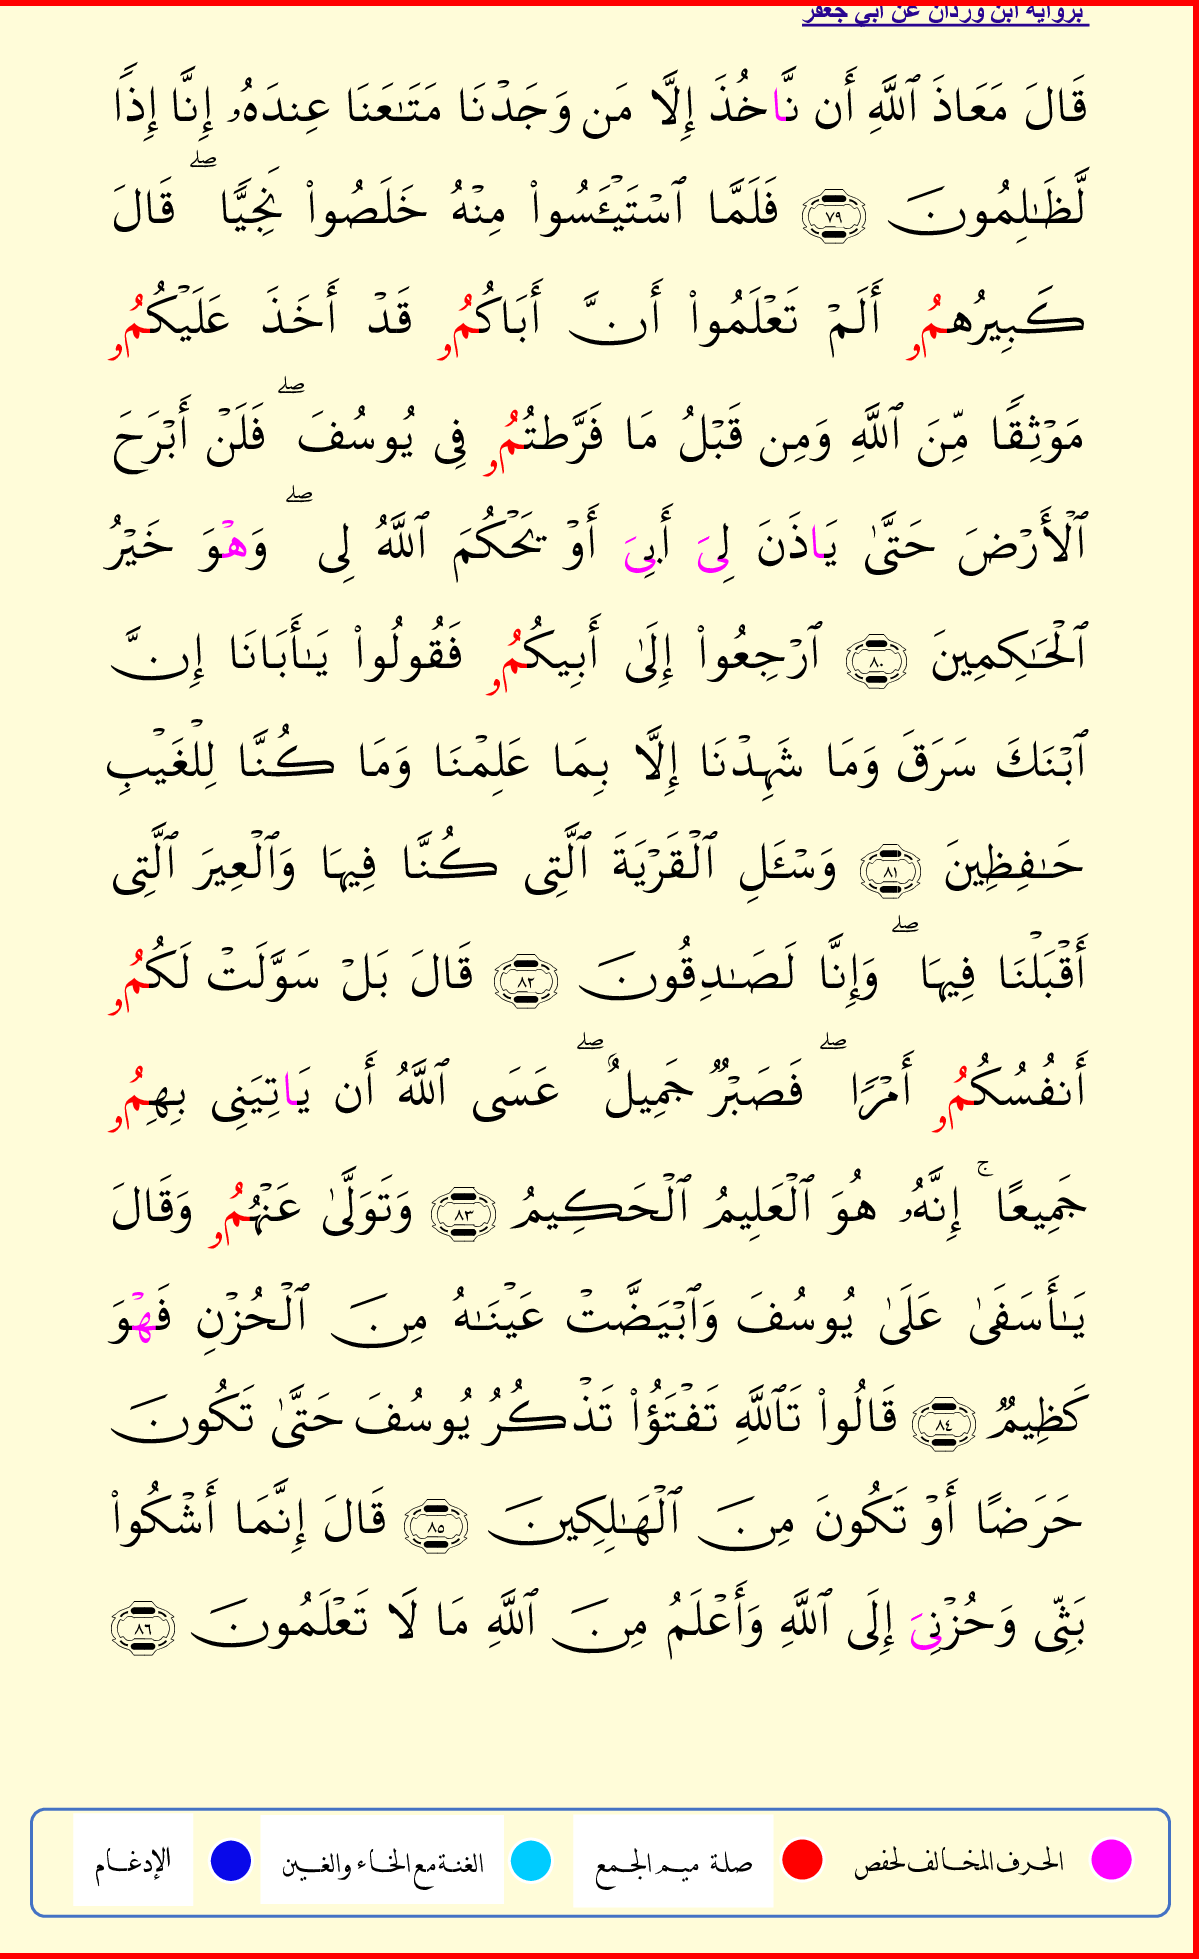 برواية ابن وردان عن أبي جعفر
قَالَ مَعَاذَ ٱللَّهِ أَن نَّاخُذَ إِلَّا مَن وَجَدْنَا مَتَـٰعَنَا عِندَهُۥ إِنَّا إِذًا
لَّظَـٰلِمُونَ ٧٩ فَلَمَّا ٱسْتَيْـَٔسُوا۟ مِنْهُ خَلَصُوا۟ نَجِيًّا ۖ قَالَ
كَبِيرُهُمُۥ أَلَمْ تَعْلَمُوا۟ أَنَّ أَبَاكُمُۥ قَدْ أَخَذَ عَلَيْكُمُۥ
مَوْثِقًا مِّنَ ٱللَّهِ وَمِن قَبْلُ مَا فَرَّطتُمُۥ فِى يُوسُفَ ۖ فَلَنْ أَبْرَحَ
ٱلْأَرْضَ حَتَّىٰ يَاذَنَ لِىَ أَبِىَ أَوْ يَحْكُمَ ٱللَّهُ لِى ۖ وَهْوَ خَيْرُ
ٱلْحَـٰكِمِينَ ٨٠ ٱرْجِعُوا۟ إِلَىٰ أَبِيكُمُۥ فَقُولُوا۟ يَـٰأَبَانَا إِنَّ
ٱبْنَكَ سَرَقَ وَمَا شَهِدْنَا إِلَّا بِمَا عَلِمْنَا وَمَا كُنَّا لِلْغَيْبِ
حَـٰفِظِينَ ٨١ وَسْـَٔلِ ٱلْقَرْيَةَ ٱلَّتِى كُنَّا فِيهَا وَٱلْعِيرَ ٱلَّتِى
أَقْبَلْنَا فِيهَا ۖ وَإِنَّا لَصَـٰدِقُونَ ٨٢ قَالَ بَلْ سَوَّلَتْ لَكُمُۥ
أَنفُسُكُمُۥ أَمْرًا ۖ فَصَبْرٌ جَمِيلٌ ۖ عَسَى ٱللَّهُ أَن يَاتِيَنِى بِهِمُۥ
جَمِيعًا ۚ إِنَّهُۥ هُوَ ٱلْعَلِيمُ ٱلْحَكِيمُ ٨٣ وَتَوَلَّىٰ عَنْهُمُۥ وَقَالَ
يَـٰأَسَفَىٰ عَلَىٰ يُوسُفَ وَٱبْيَضَّتْ عَيْنَـٰهُ مِنَ ٱلْحُزْنِ فَهْوَ
كَظِيمٌ ٨٤ قَالُوا۟ تَٱللَّهِ تَفْتَؤُا۟ تَذْكُرُ يُوسُفَ حَتَّىٰ تَكُونَ
حَرَضًا أَوْ تَكُونَ مِنَ ٱلْهَـٰلِكِينَ ٨٥ قَالَ إِنَّمَا أَشْكُوا۟
بَثِّى وَحُزْنِىَ إِلَى ٱللَّهِ وَأَعْلَمُ مِنَ ٱللَّهِ مَا لَا تَعْلَمُونَ ٨٦
الحرف المخالف لحفص صلة ميم الجمع الغنة مع الخاء والغين الإدغام